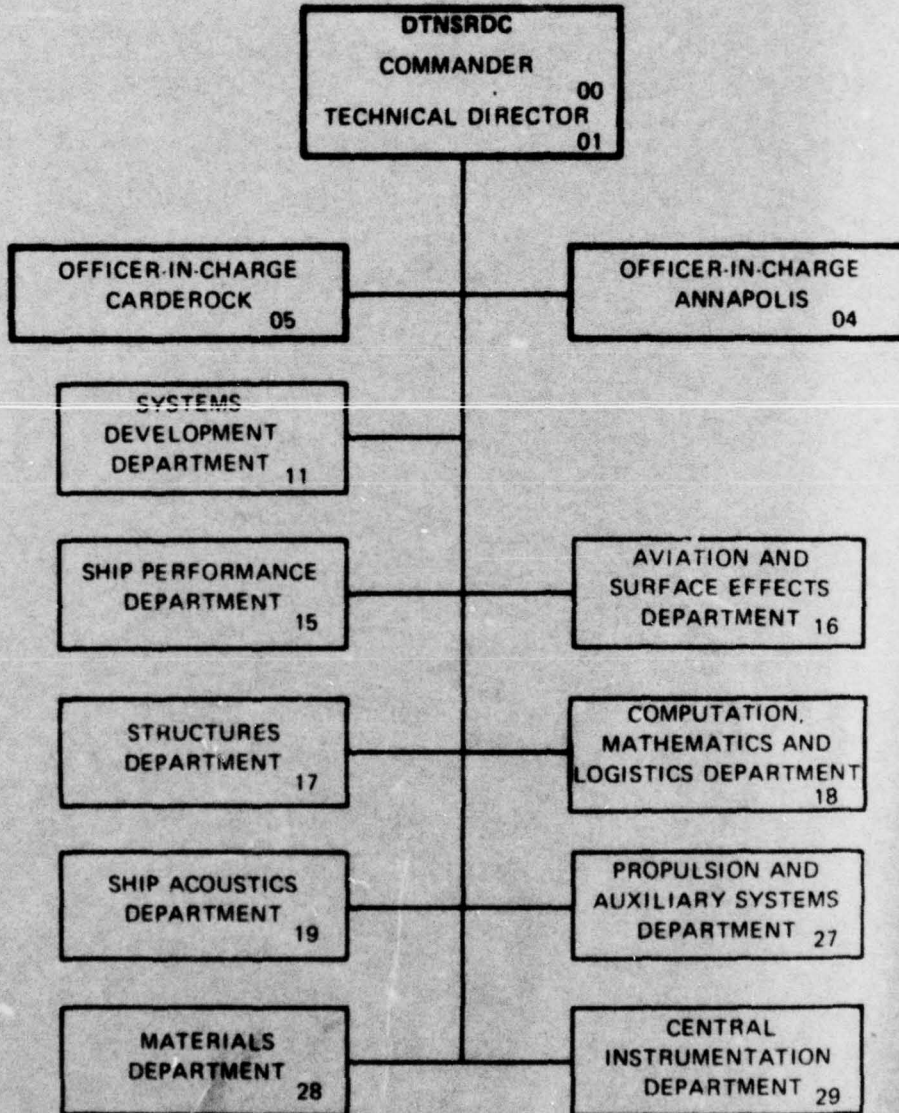 DTNSRDC
COMMANDER
00
TECHNICAL DIRECTOR
01
OFFICER-IN-CHARGE
CARDEROCK
05
OFFICER-IN-CHARGE
ANNAPOLIS
04
SYSTEMS
DEVELOPMENT
DEPARTMENT
11
SHIP PERFORMANCE
DEPARTMENT
15
AVIATION AND
SURFACE EFFECTS
DEPARTMENT
16
STRUCTURES
DEPARTMENT
17
COMPUTATION,
MATHEMATICS AND
LOGISTICS DEPARTMENT
18
SHIP ACOUSTICS
DEPARTMENT
19
PROPULSION AND
AUXILIARY SYSTEMS
DEPARTMENT
27
MATERIALS
DEPARTMENT
28
CENTRAL
INSTRUMENTATION
DEPARTMENT
29